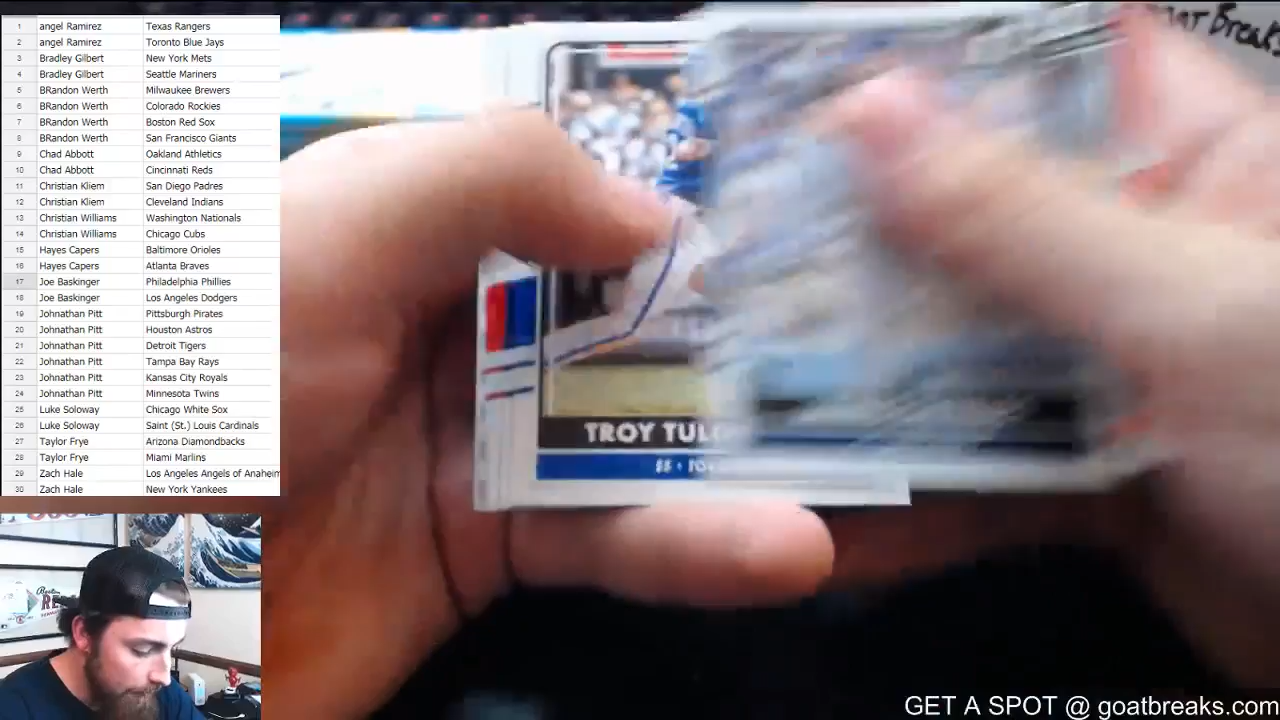 1 angel Ramirez Texas Rangers
2 angel Ramirez Toronto Blue Jays
3 Bradley Gilbert New York Mets
4 Bradley Gilbert Seattle Mariners
5 BRandon Werth Milwaukee Brewers
6 BRandon Werth Colorado Rockies
7 BRandon Werth Boston Red Sox
8 BRandon Werth San Francisco Giants
9 Chad Abbott Oakland Athletics
10 Chad Abbott Cincinnati Reds
11 Christian Kliem San Diego Padres
12 Christian Kliem Cleveland Indians
13 Christian Williams Washington Nationals
14 Christian Williams Chicago Cubs
15 Hayes Capers Baltimore Orioles
16 Hayes Capers Atlanta Braves
17 Joe Baskinger Philadelphia Phillies
18 Joe Baskinger Los Angeles Dodgers
19 Johnathan Pitt Pittsburgh Pirates
20 Johnathan Pitt Houston Astros
21 Johnathan Pitt Detroit Tigers
22 Johnathan Pitt Tampa Bay Rays
23 Johnathan Pitt Kansas City Royals
24 Johnathan Pitt Minnesota Twins
25 Luke Soloway Chicago White Sox
26 Luke Soloway Saint (St.) Louis Cardinals
27 Taylor Frye Arizona Diamondbacks
28 Taylor Frye Miami Marlins
29 Zach Hale Los Angeles Angels of Anaheim
30 Zach Hale New York Yankees
Breaks
TROY TUL
SS · TO
Boston
GET A SPOT @ goatbreaks.com